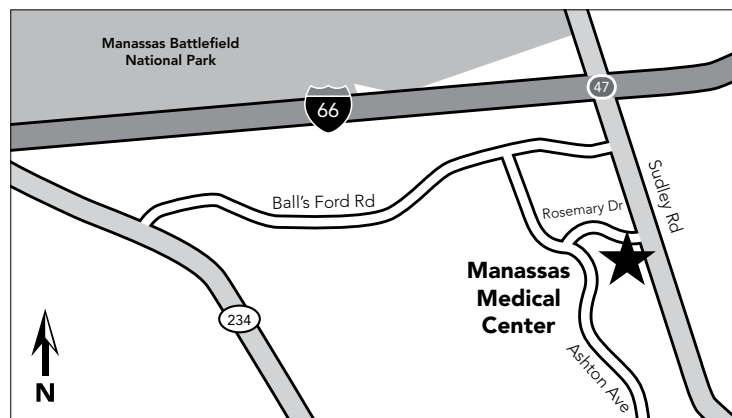 Manassas Battlefield
National Park
66
47
Ball's Ford Rd
Sudley Rd
Rosemary Dr
Manassas
Medical
Center
234
Ashton Ave
N